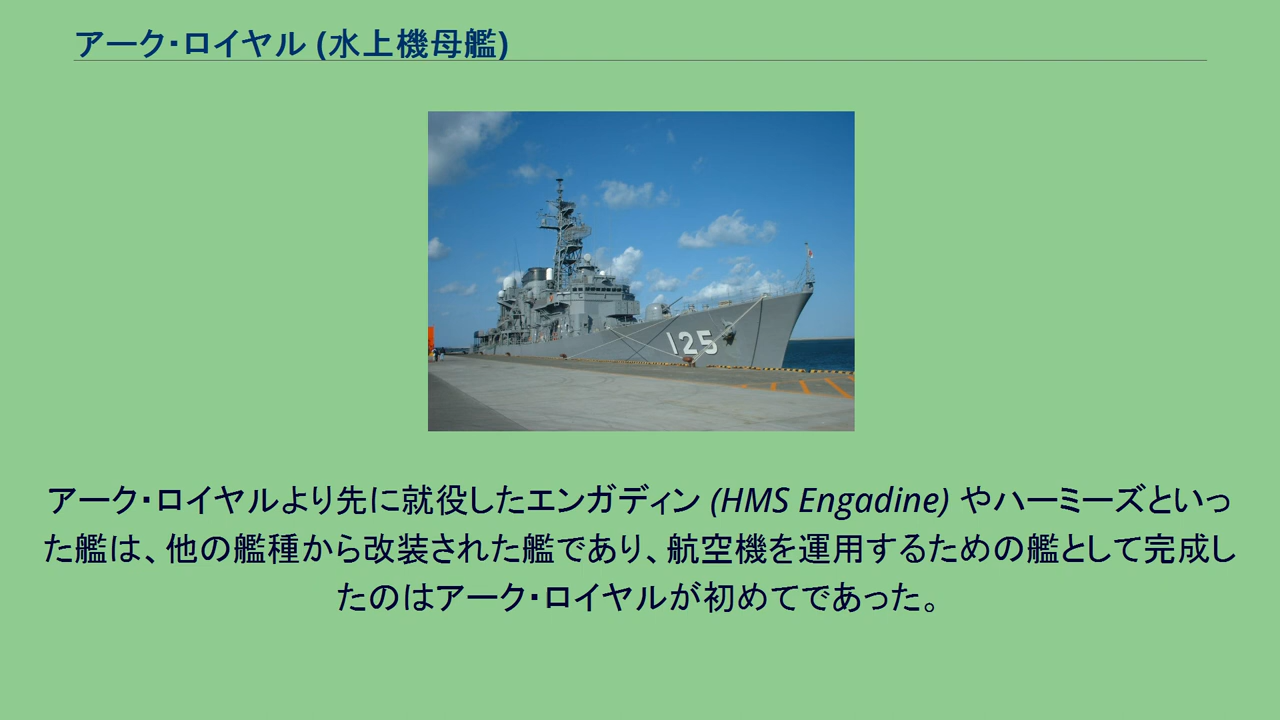 アーク・ロイヤル (水上機母艦)
125
アーク・ロイヤルより先に就役したエンガディン (HMS Engadine) やハーミーズといっ
た艦は、他の艦種から改装された艦であり、航空機を運用するための艦として完成し
たのはアーク・ロイヤルが初めてであった。